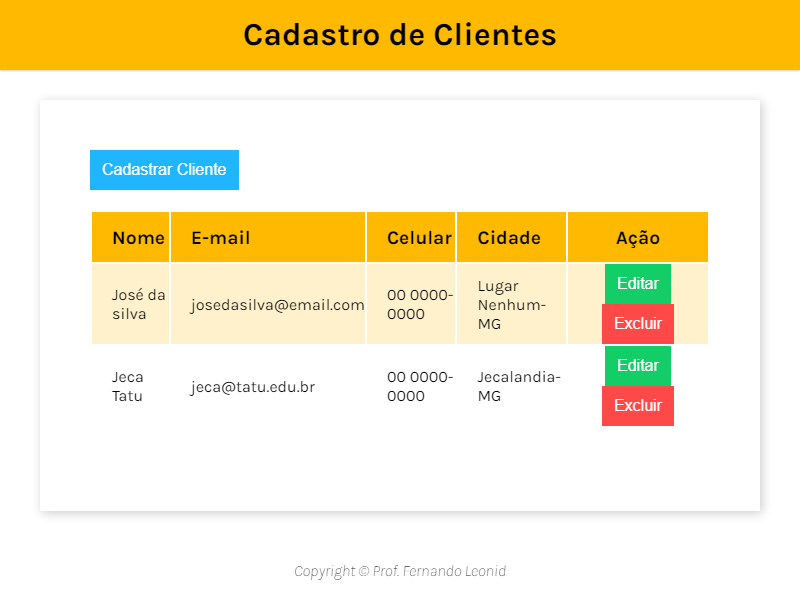 Cadastro de Clientes
Cadastrar Cliente
Nome E-mail Celular Cidade Ação
José da silva josedasilva@email.com 00 0000-0000 Lugar Nenhum-MG Editar Excluir
Jeca Tatu jeca@tatu.edu.br 00 0000-0000 Jecalandia-MG Editar Excluir
Copyright © Prof. Fernando Leonid